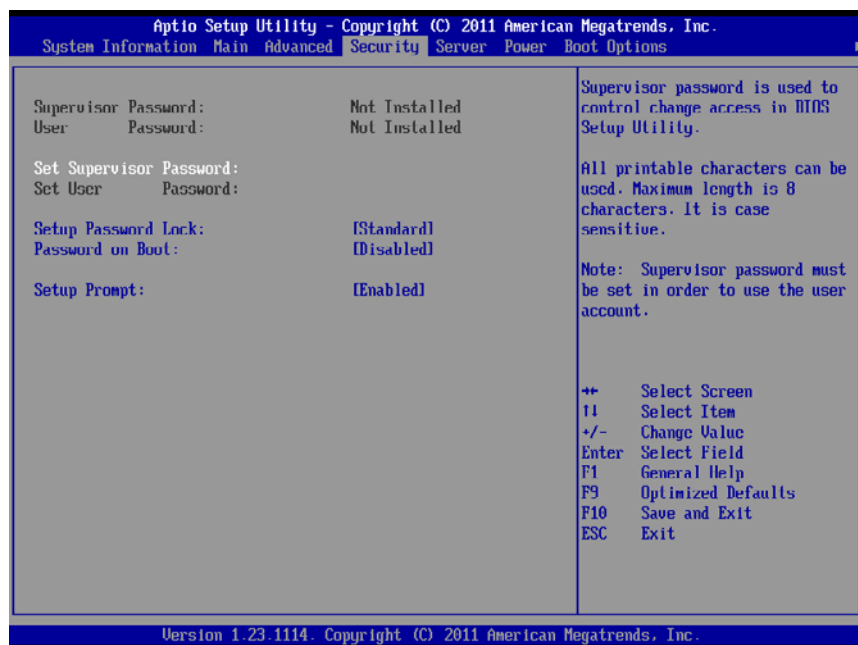 Aptio Setup Utility - Copyright (C) 2011 American Megatrends, Inc.
System Information Main Advanced Security Server Power Boot Options
Supervisor Password: Not Installed
User Password: Not Installed
Set Supervisor Password:
Set User Password:
Setup Password Lock: [Standard]
Password on Boot: [Disabled]
Setup Prompt: [Enabled]
Supervisor password is used to
control change access in BIOS
Setup Utility.
All printable characters can be
used. Maximum length is 8
characters. It is case
sensitive.
Note: Supervisor password must
be set in order to use the user
account.
→← Select Screen
↑↓ Select Item
+/- Change Value
Enter Select Field
F1 General Help
F9 Optimized Defaults
F10 Save and Exit
ESC Exit
Version 1.23.1114. Copyright (C) 2011 American Megatrends, Inc.